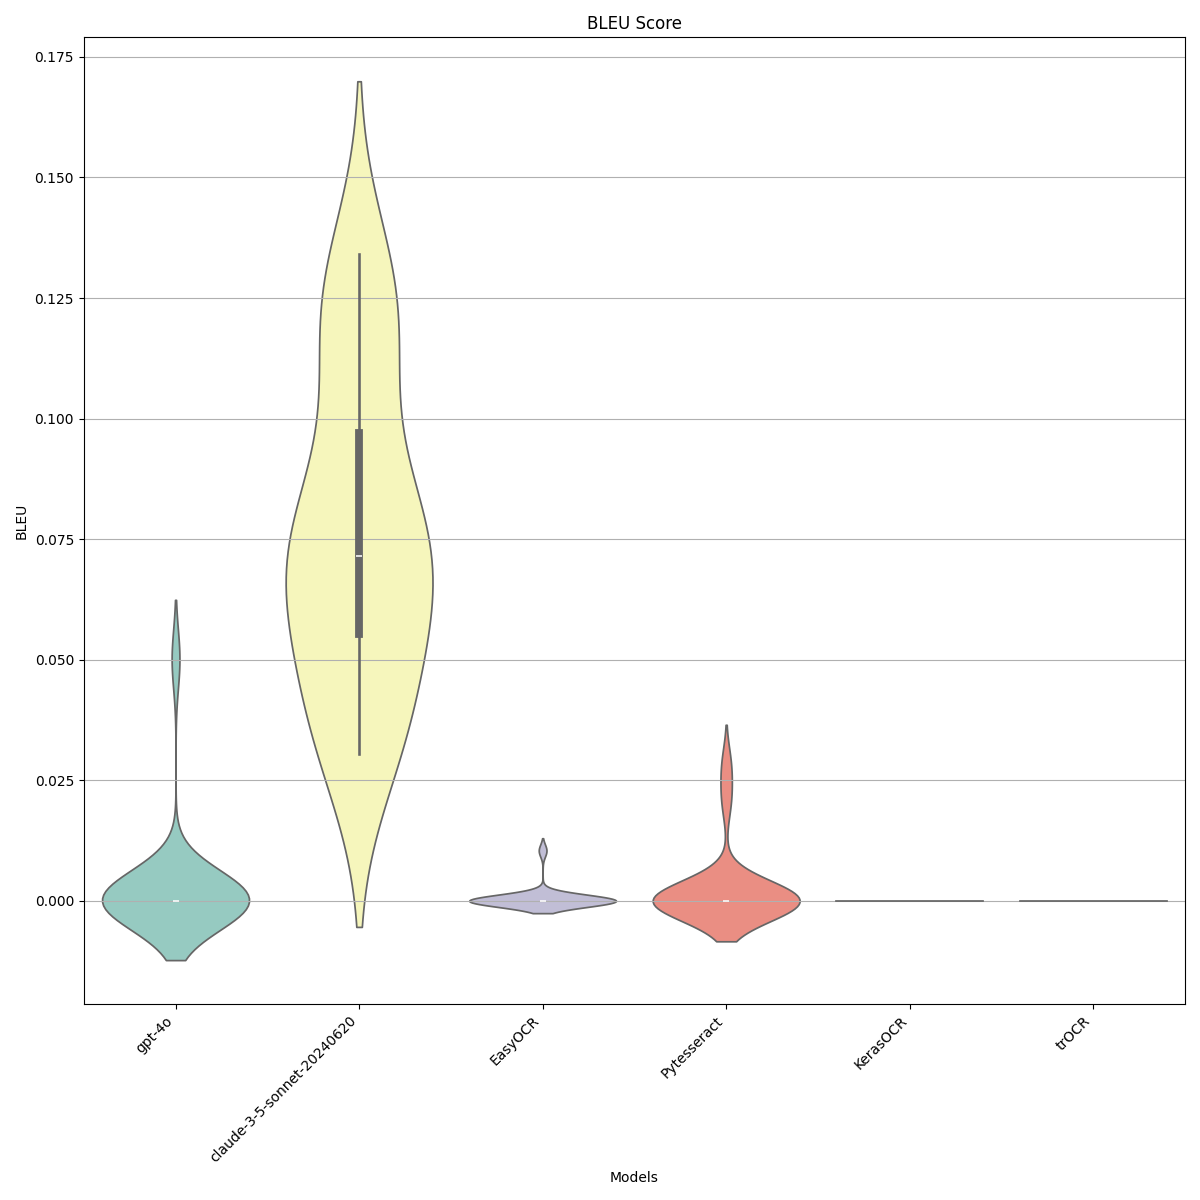 BLEU Score
0.175
0.150
0.125
0.100
0.075
0.050
0.025
0.000
BLEU
gpt-4o
claude-3-5-sonnet-20240620
EasyOCR
Pytesseract
KerasOCR
trOCR
Models